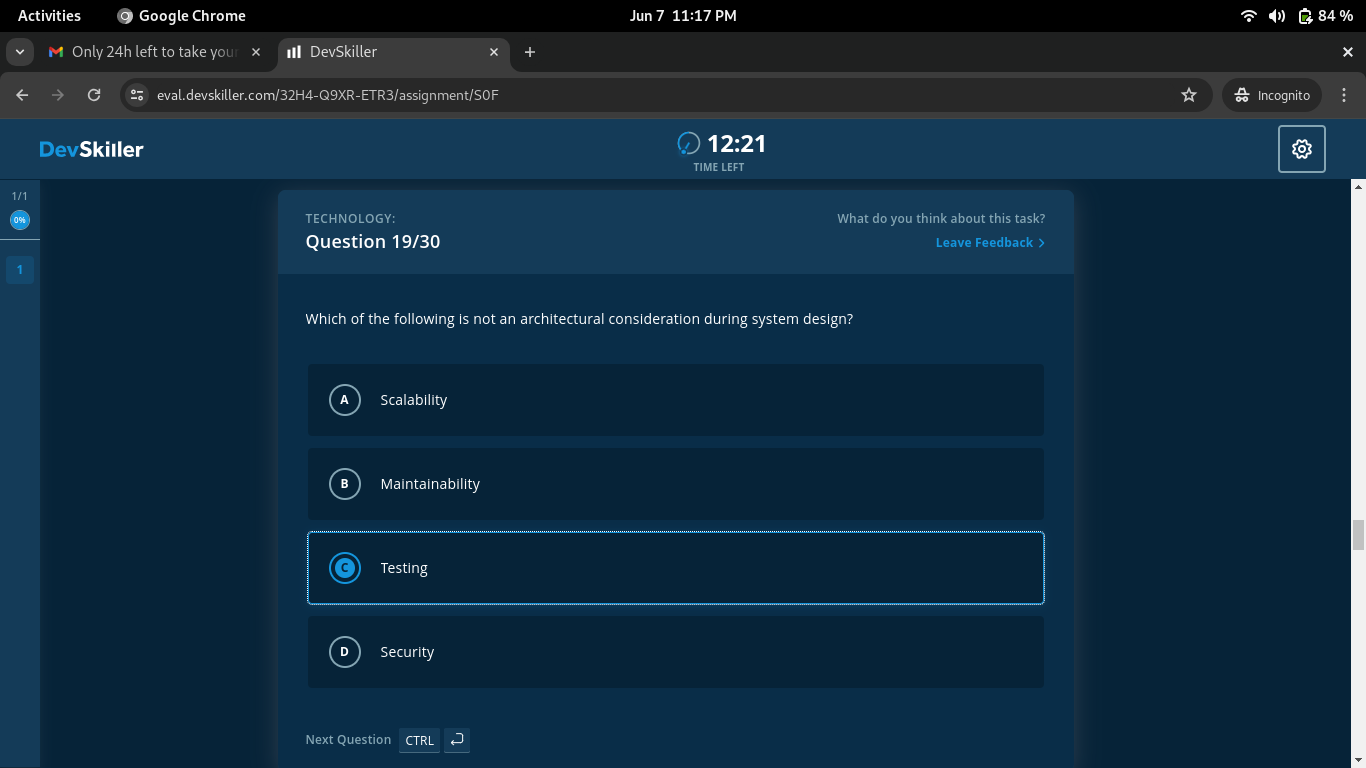 Activities Google Chrome Jun 7 11:17 PM 84 %
Only 24h left to take your DevSkiller
eval.devskiller.com/32H4-Q9XR-ETR3/assignment/S0F Incognito
DevSkiller 12:21
TIME LEFT
1/1
0%
1
TECHNOLOGY: What do you think about this task?
Question 19/30 Leave Feedback
Which of the following is not an architectural consideration during system design?
A Scalability
B Maintainability
C Testing
D Security
Next Question CTRL